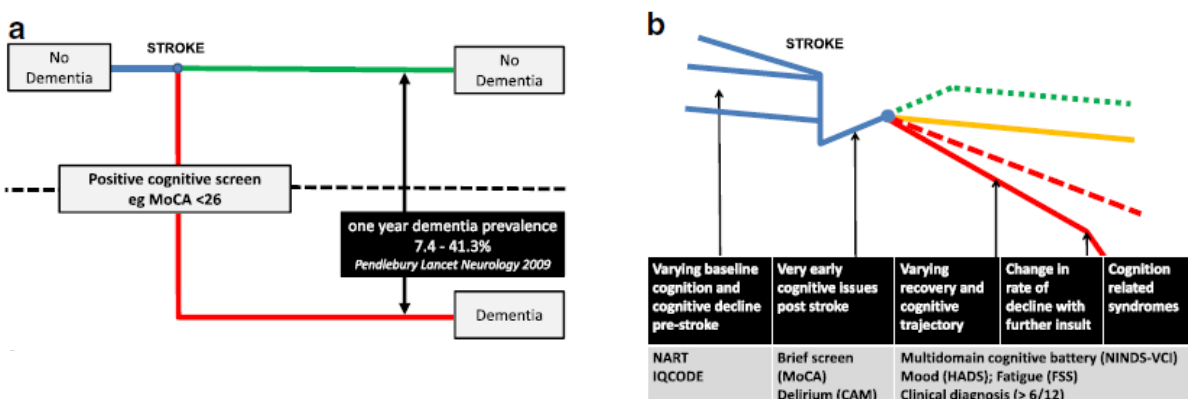 a
STROKE
No
Dementia
No
Dementia
Positive cognitive screen
eg MoCA <26
one year dementia prevalence
7.4 - 41.3%
Pendlebury Lancet Neurology 2009
Dementia
b
STROKE
Varying baseline
cognition and
cognitive decline
pre-stroke
Very early
cognitive issues
post stroke
Varying
recovery and
cognitive
trajectory
Change in
rate of
decline with
further insult
Cognition
related
syndromes
NART
IQCODE
Brief screen
(MoCA)
Delirium (CAM)
Multidomain cognitive battery (NINDS-VCI)
Mood (HADS); Fatigue (FSS)
Clinical diagnosis (> 6/12)